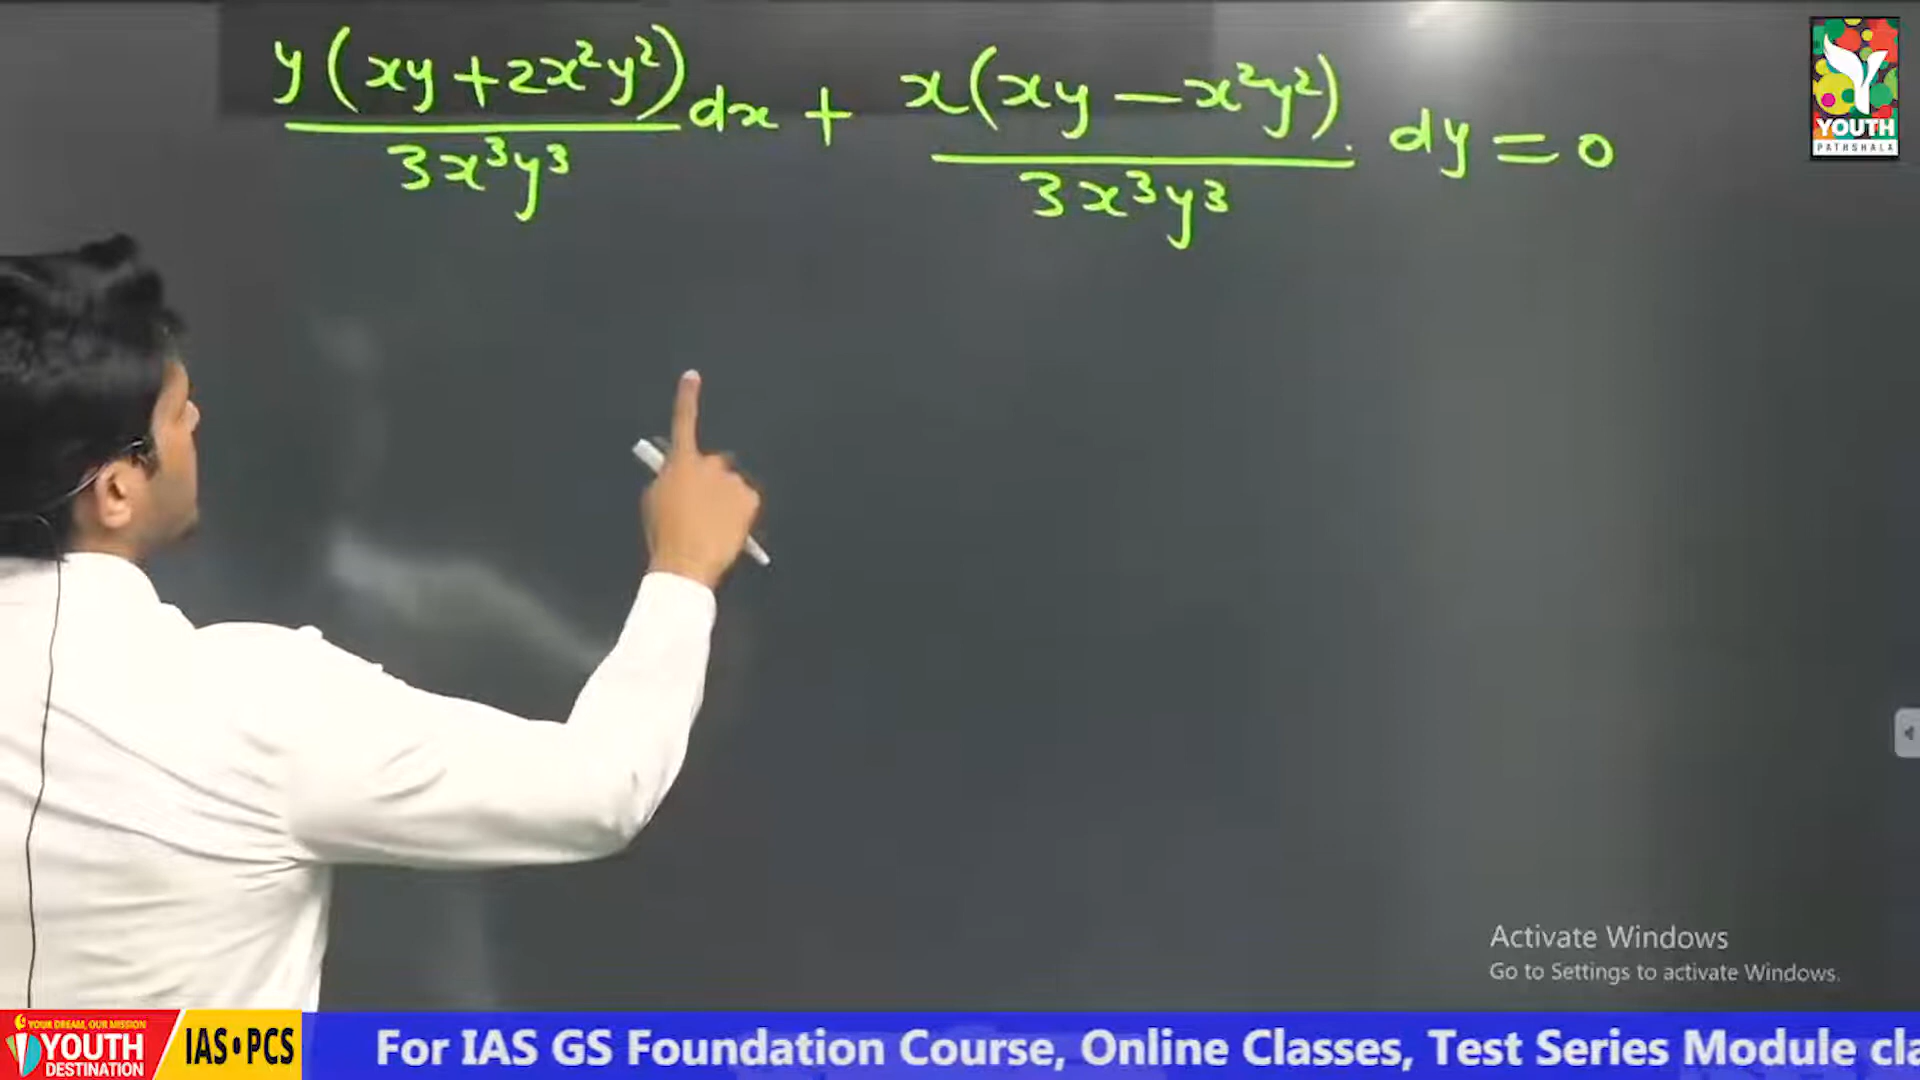 y(xy+2x²y²)/3x³y³ dx + x(xy-x²y²)/3x³y³ dy = 0
YOUTH
PATHSHALA
Activate Windows
Go to Settings to activate Windows.
YOUR DREAM, OUR MISSION
YOUTH
DESTINATION
IAS•PCS
For IAS GS Foundation Course, Online Classes, Test Series Module cla